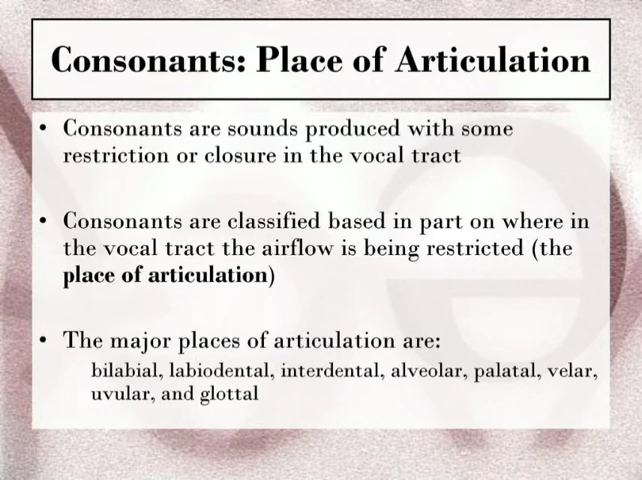 Consonants: Place of Articulation
• Consonants are sounds produced with some
restriction or closure in the vocal tract
• Consonants are classified based in part on where in
the vocal tract the airflow is being restricted (the
place of articulation)
• The major places of articulation are:
bilabial, labiodental, interdental, alveolar, palatal, velar,
uvular, and glottal